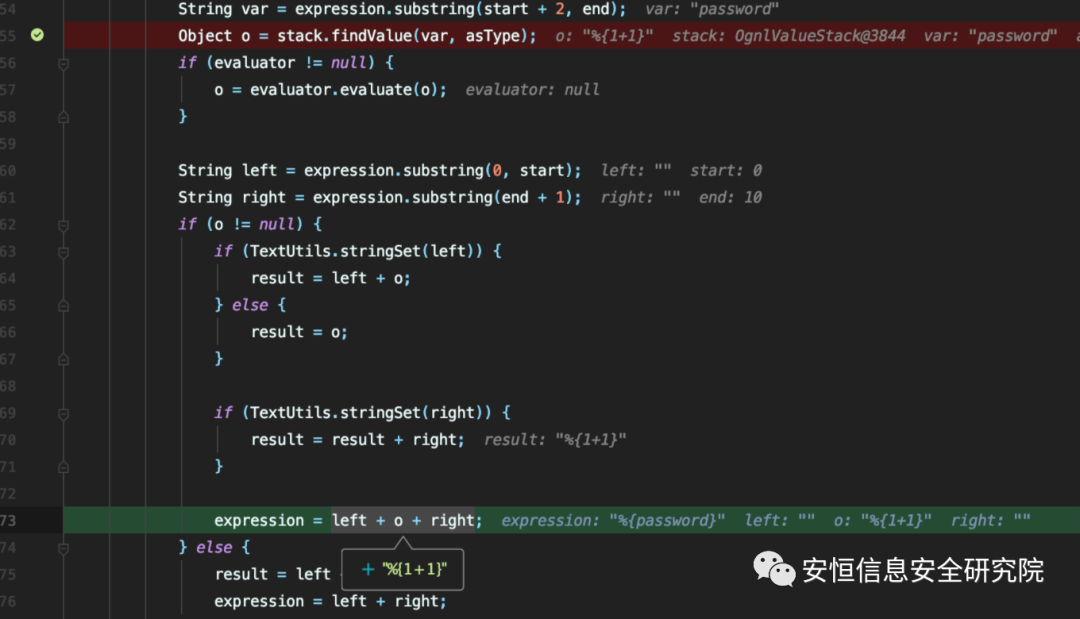 54 String var = expression.substring(start + 2, end); var: "password"
55 Object o = stack.findValue(var, asType); o: "%{1+1}" stack: OgnlValueStack@3844 var: "password"
56 if (evaluator != null) {
57 o = evaluator.evaluate(o); evaluator: null
58 }
59
60 String left = expression.substring(0, start); left: "" start: 0
61 String right = expression.substring(end + 1); right: "" end: 10
62 if (o != null) {
63 if (TextUtils.stringSet(left)) {
64 result = left + o;
65 } else {
66 result = o;
67 }
68
69 if (TextUtils.stringSet(right)) {
70 result = result + right; result: "%{1+1}"
71 }
72
73 expression = left + o + right; expression: "%{password}" left: "" o: "%{1+1}" right: ""
74 } else {
75 result = left
+ "%{1+1}"
76 expression = left + right;
安恒信息安全研究院